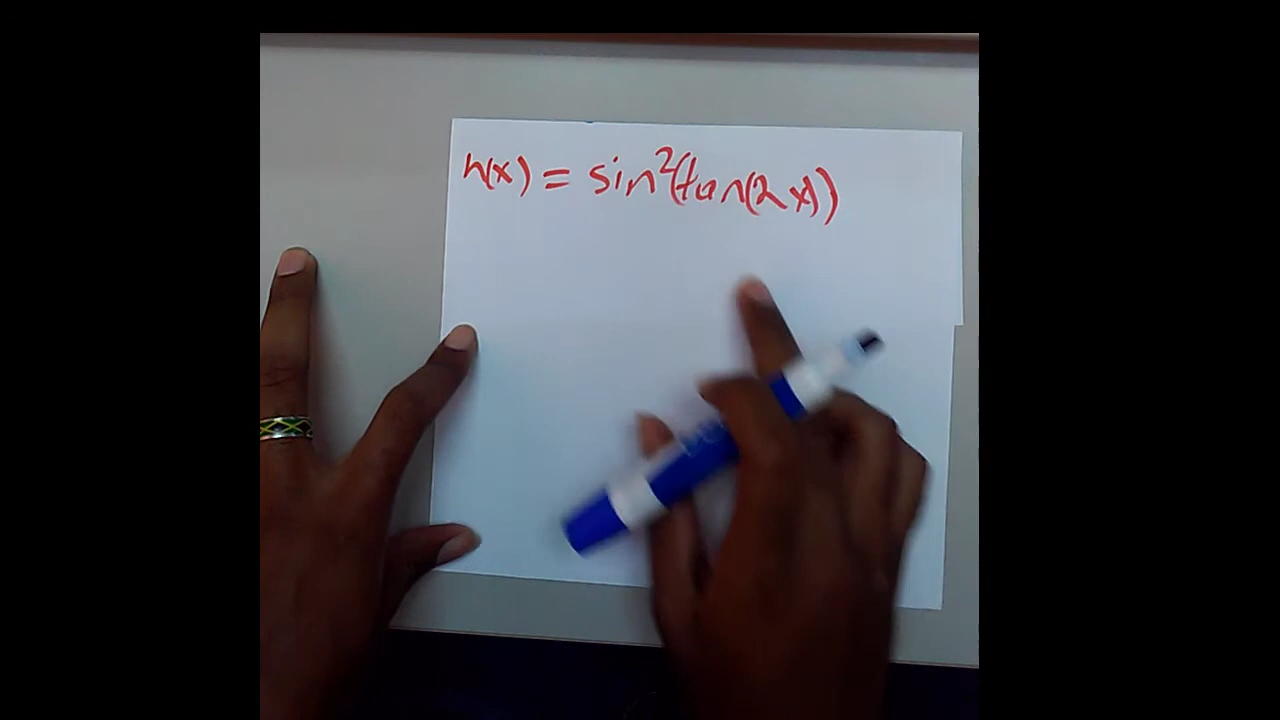 h(x) = sin²(tan(2x))